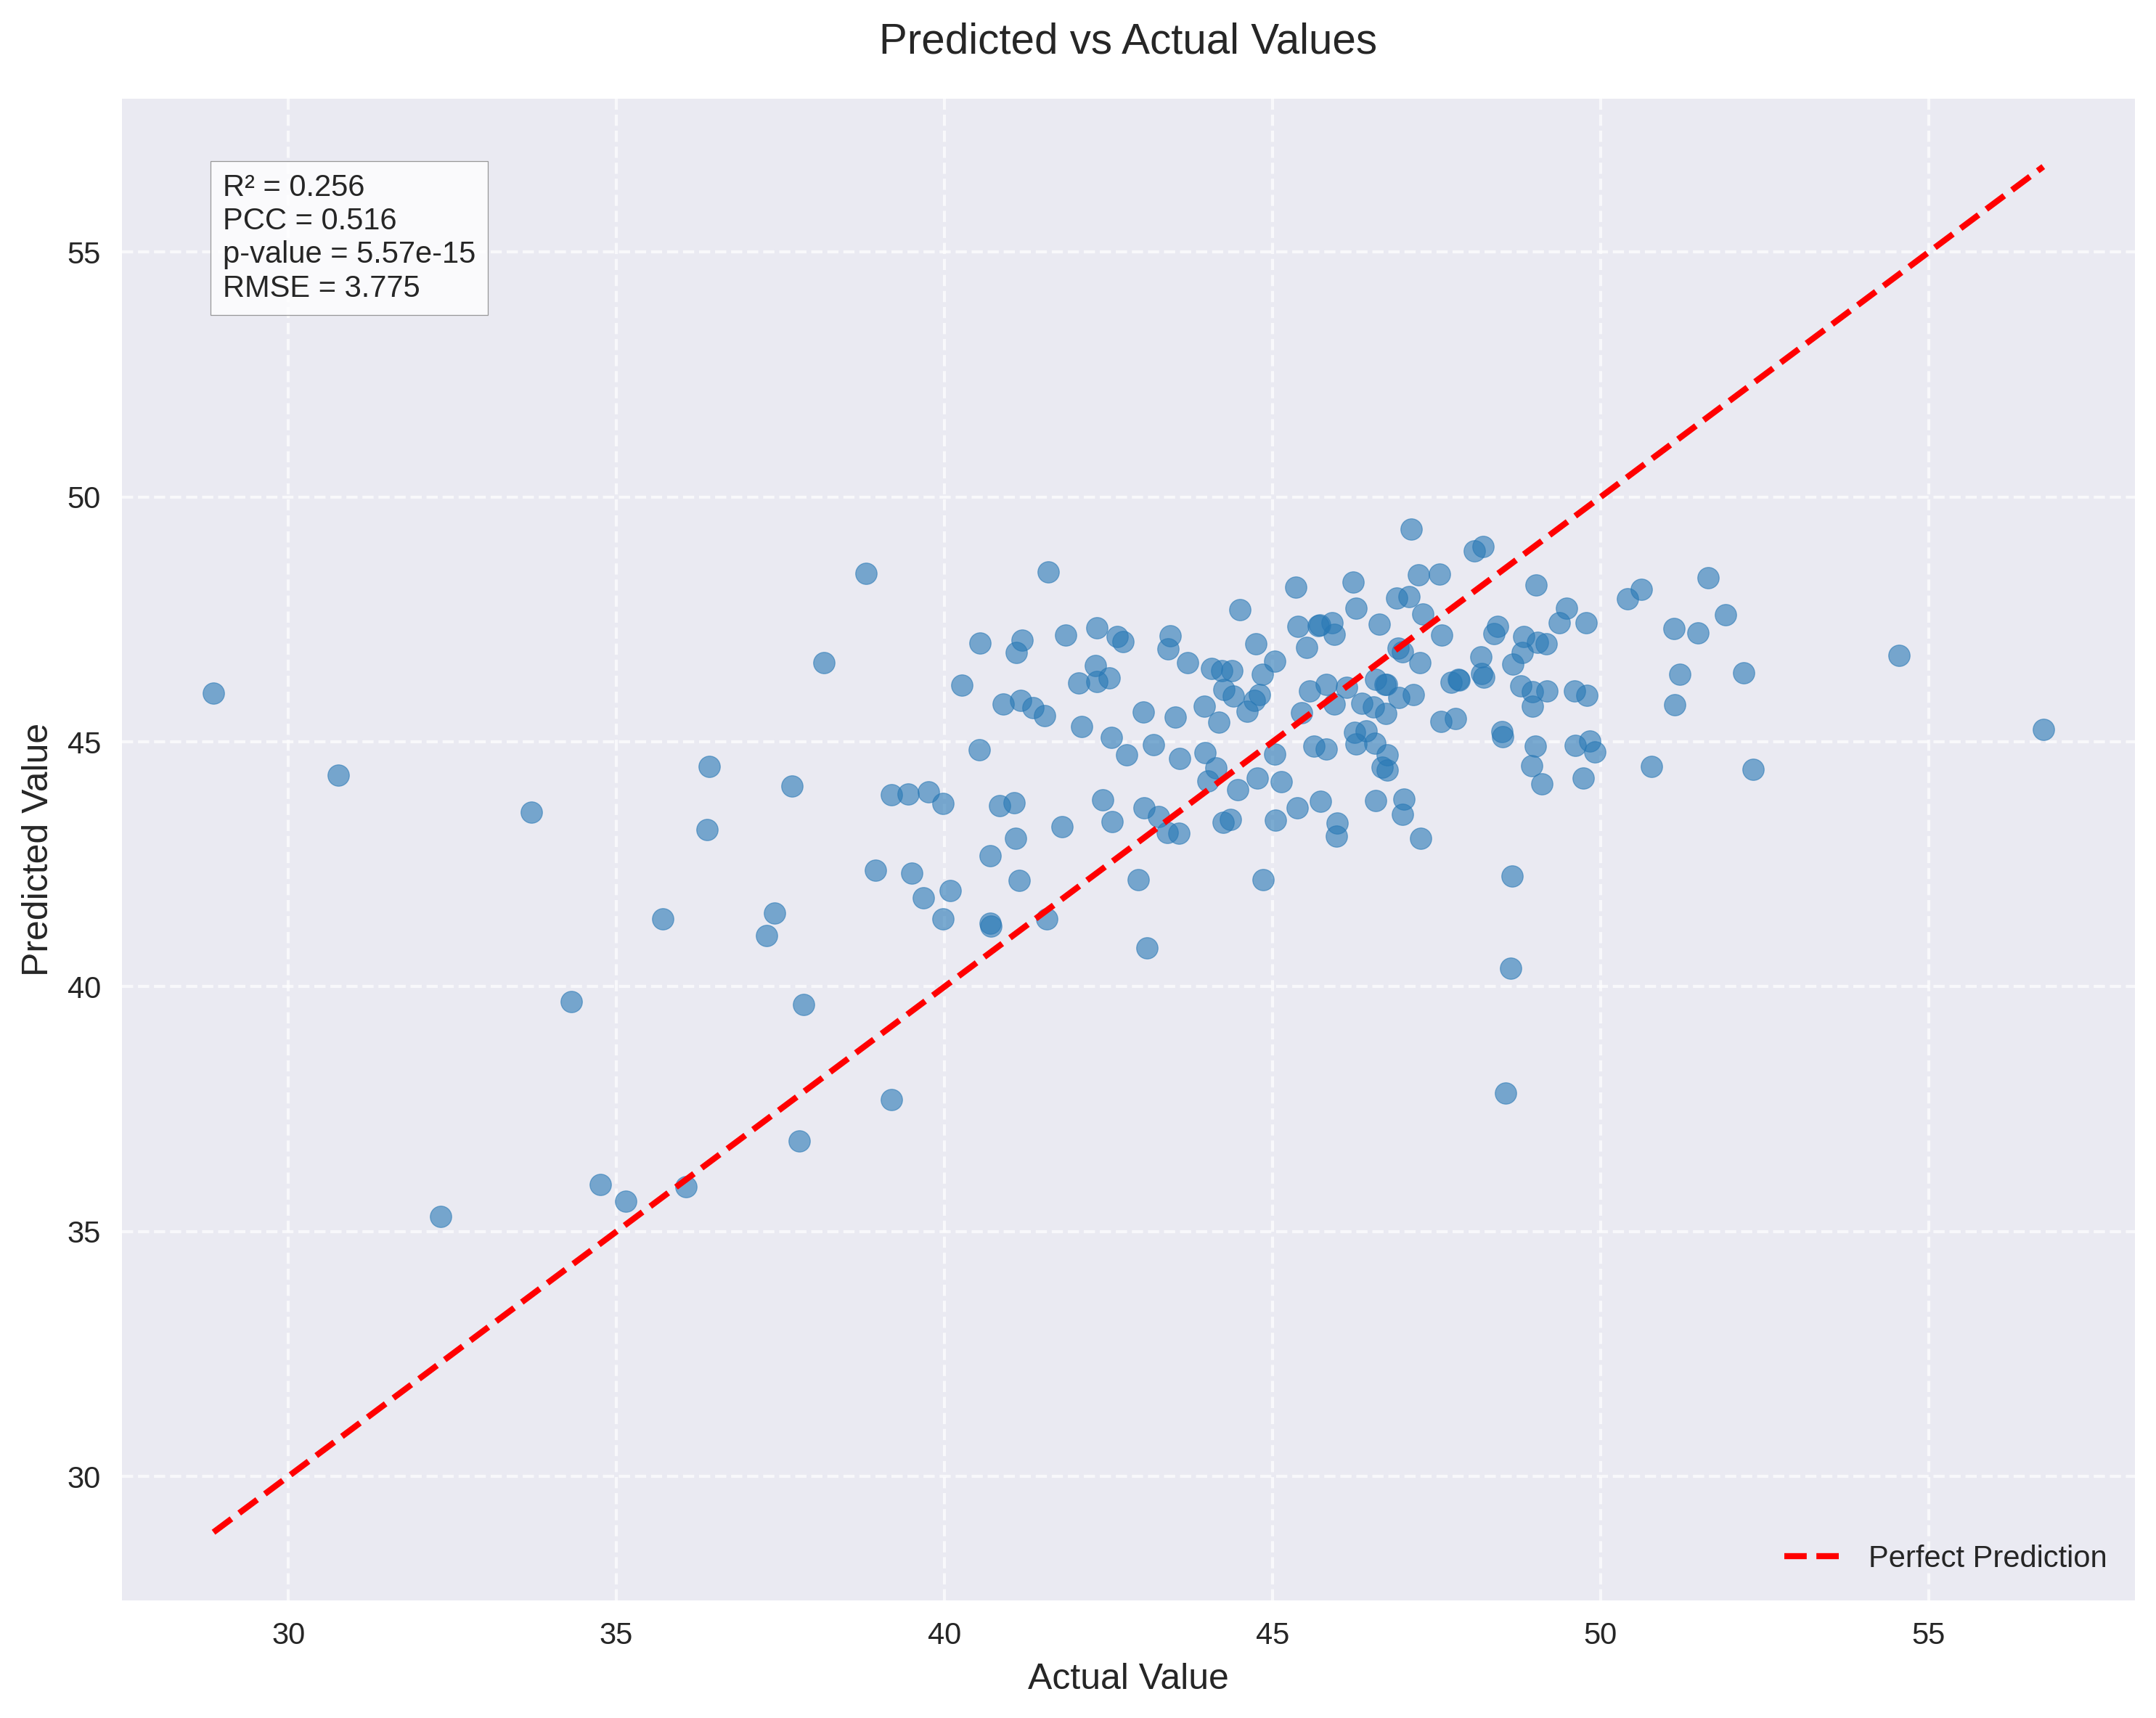 Predicted vs Actual Values
R² = 0.256
PCC = 0.516
p-value = 5.57e-15
RMSE = 3.775
55
50
45
40
35
30
Predicted Value
Perfect Prediction
30 35 40 45 50 55
Actual Value